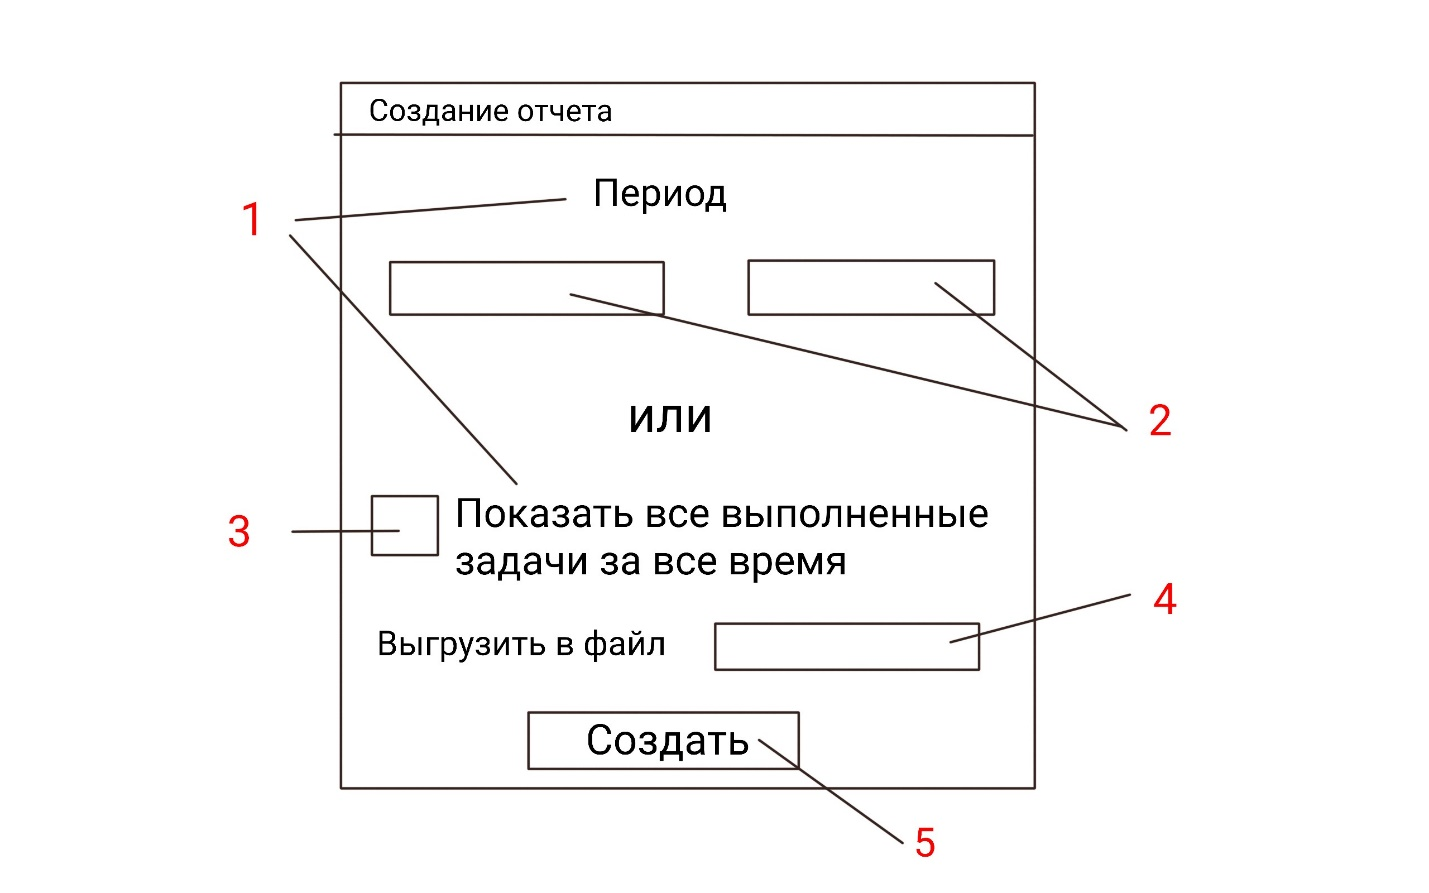 Создание отчета
Период
1
или
2
3
Показать все выполненные
задачи за все время
4
Выгрузить в файл
Создать
5